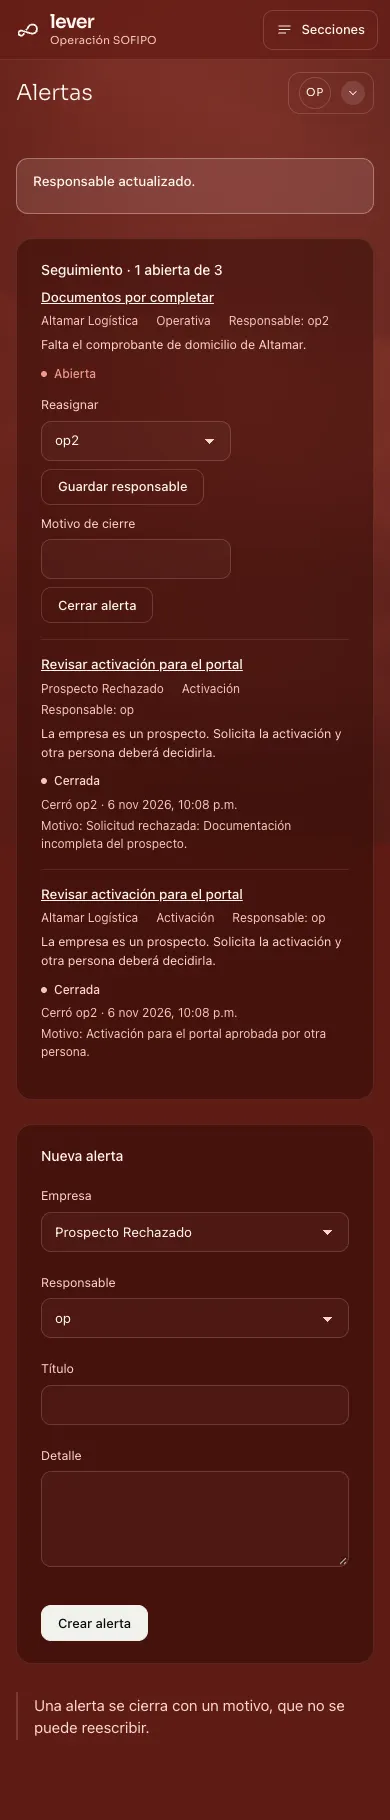 lever
Operación SOFIPO
Secciones
Alertas
OP
Responsable actualizado.
Seguimiento · 1 abierta de 3
Documentos por completar
Altamar Logística Operativa Responsable: op2
Falta el comprobante de domicilio de Altamar.
Abierta
Reasignar
op2
Guardar responsable
Motivo de cierre
Cerrar alerta
Revisar activación para el portal
Prospecto Rechazado Activación
Responsable: op
La empresa es un prospecto. Solicita la activación y
otra persona deberá decidirla.
Cerrada
Cerró op2 · 6 nov 2026, 10:08 p.m.
Motivo: Solicitud rechazada: Documentación
incompleta del prospecto.
Revisar activación para el portal
Altamar Logística Activación Responsable: op
La empresa es un prospecto. Solicita la activación y
otra persona deberá decidirla.
Cerrada
Cerró op2 · 6 nov 2026, 10:08 p.m.
Motivo: Activación para el portal aprobada por otra
persona.
Nueva alerta
Empresa
Prospecto Rechazado
Responsable
op
Título
Detalle
Crear alerta
Una alerta se cierra con un motivo, que no se
puede reescribir.